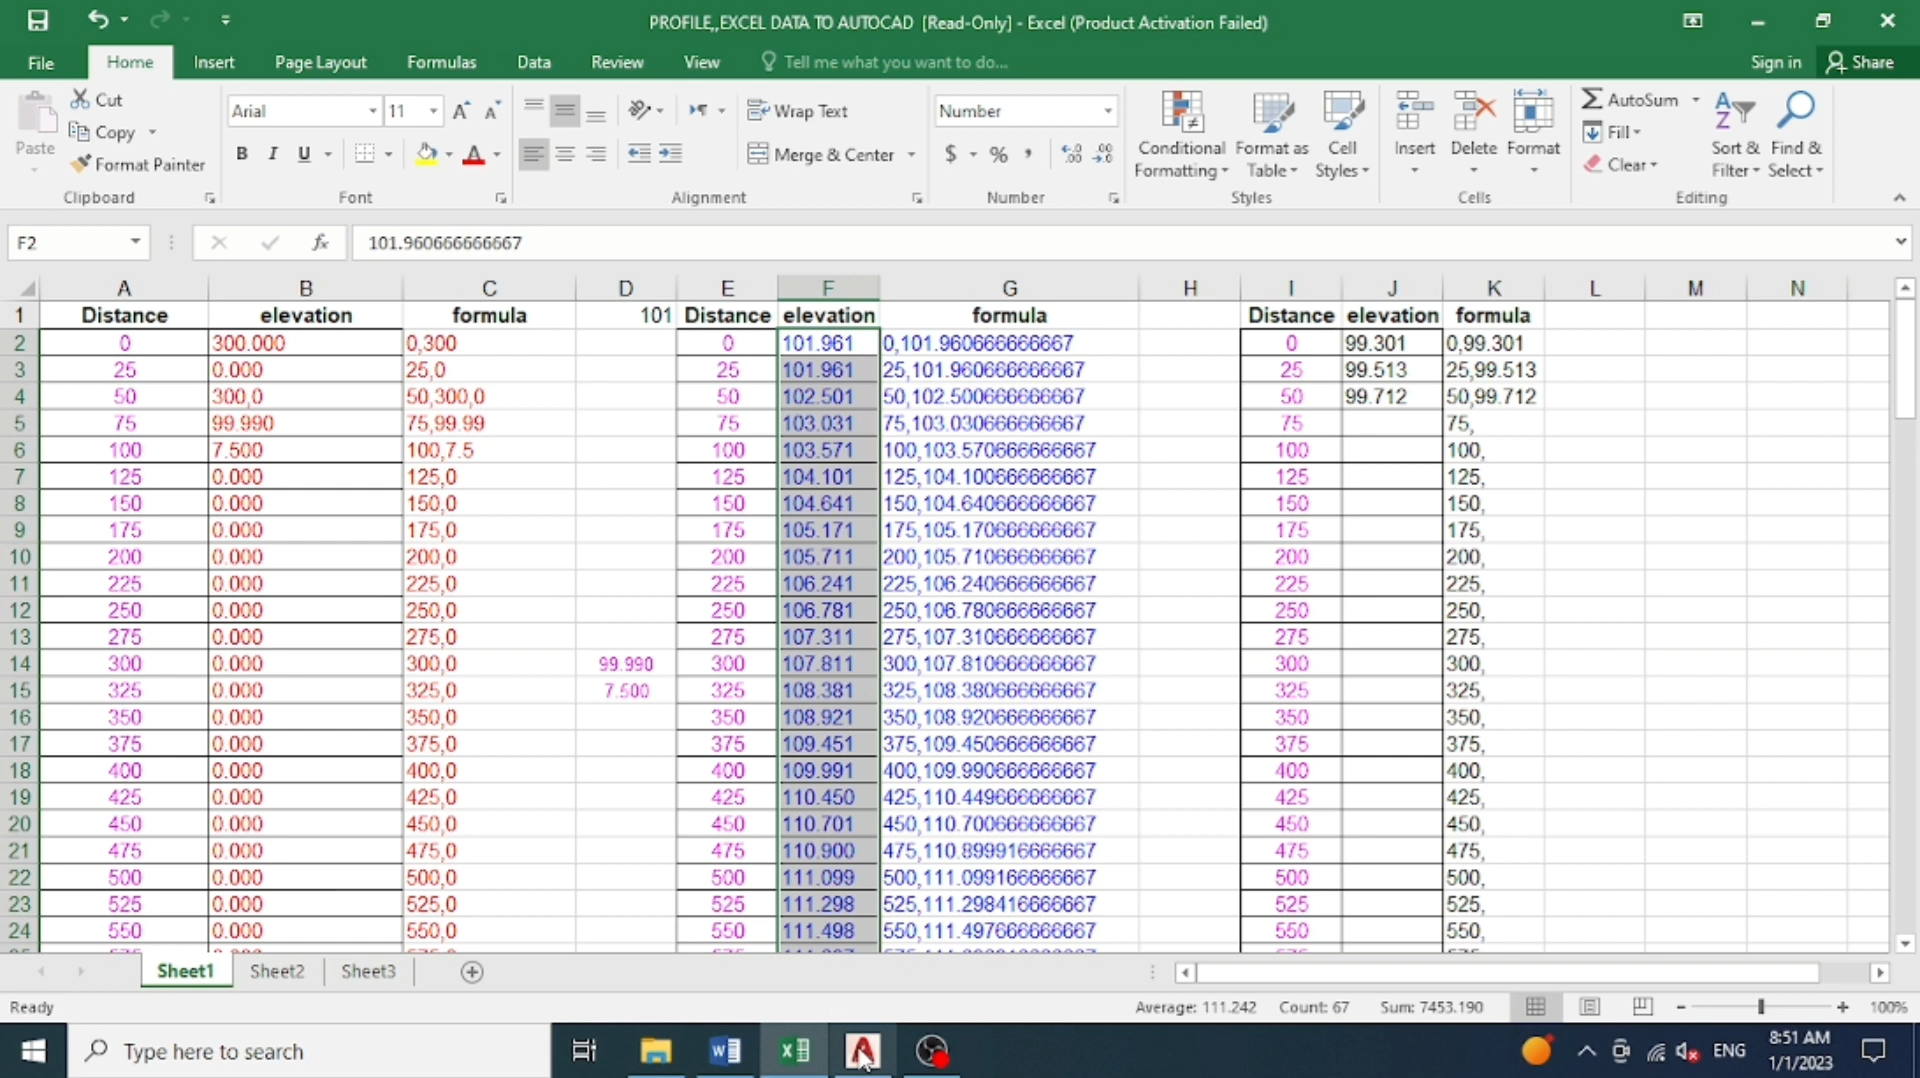 PROFILE,,EXCEL DATA TO AUTOCAD [Read-Only] - Excel (Product Activation Failed)
File Home Insert Page Layout Formulas Data Review View Tell me what you want to do... Sign in Share
Paste Cut Copy Format Painter Clipboard
Arial 11 B I U Font
Wrap Text Merge & Center Alignment
Number $ % Number
Conditional Formatting Format as Table Cell Styles Styles
Insert Delete Format Cells
AutoSum Fill Clear Sort & Filter Find & Select Editing
F2 fx 101.960666666667
A B C D E F G H I J K L M N
1 Distance elevation formula 101 Distance elevation formula Distance elevation formula
2 0 300.000 0,300 0 101.961 0,101.960666666667 0 99.301 0,99.301
3 25 0.000 25,0 25 101.961 25,101.960666666667 25 99.513 25,99.513
4 50 300,0 50,300,0 50 102.501 50,102.500666666667 50 99.712 50,99.712
5 75 99.990 75,99.99 75 103.031 75,103.030666666667 75 75,
6 100 7.500 100,7.5 100 103.571 100,103.570666666667 100 100,
7 125 0.000 125,0 125 104.101 125,104.100666666667 125 125,
8 150 0.000 150,0 150 104.641 150,104.640666666667 150 150,
9 175 0.000 175,0 175 105.171 175,105.170666666667 175 175,
10 200 0.000 200,0 200 105.711 200,105.710666666667 200 200,
11 225 0.000 225,0 225 106.241 225,106.240666666667 225 225,
12 250 0.000 250,0 250 106.781 250,106.780666666667 250 250,
13 275 0.000 275,0 275 107.311 275,107.310666666667 275 275,
14 300 0.000 300,0 99.990 300 107.811 300,107.810666666667 300 300,
15 325 0.000 325,0 7.500 325 108.381 325,108.380666666667 325 325,
16 350 0.000 350,0 350 108.921 350,108.920666666667 350 350,
17 375 0.000 375,0 375 109.451 375,109.450666666667 375 375,
18 400 0.000 400,0 400 109.991 400,109.990666666667 400 400,
19 425 0.000 425,0 425 110.450 425,110.449666666667 425 425,
20 450 0.000 450,0 450 110.701 450,110.700666666667 450 450,
21 475 0.000 475,0 475 110.900 475,110.899916666667 475 475,
22 500 0.000 500,0 500 111.099 500,111.099166666667 500 500,
23 525 0.000 525,0 525 111.298 525,111.298416666667 525 525,
24 550 0.000 550,0 550 111.498 550,111.497666666667 550 550,
Sheet1 Sheet2 Sheet3
Ready Average: 111.242 Count: 67 Sum: 7453.190 100%
Type here to search ENG 8:51 AM
1/1/2023